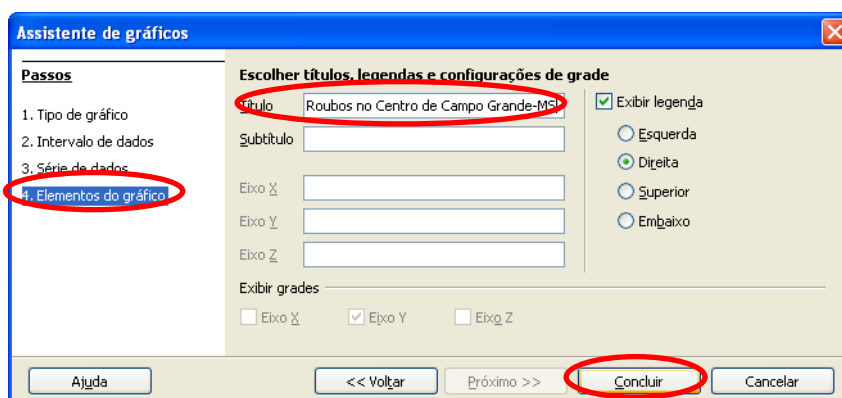 Assistente de gráficos
Passos
1. Tipo de gráfico
2. Intervalo de dados
3. Série de dados
4. Elementos do gráfico
Escolher títulos, legendas e configurações de grade
Título Roubos no Centro de Campo Grande-MS
Subtítulo
Eixo X
Eixo Y
Eixo Z
Exibir legenda
Esquerda
Direita
Superior
Embaixo
Exibir grades
Eixo X Eixo Y Eixo Z
Ajuda << Voltar Próximo >> Concluir Cancelar